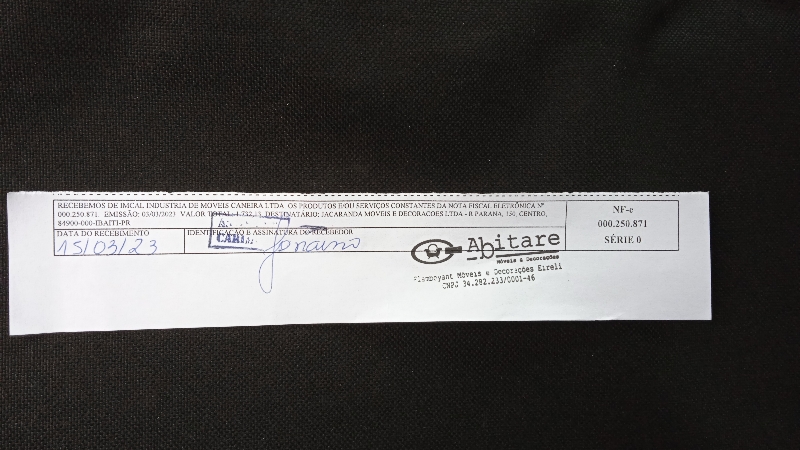 RECEBEMOS DE IMCAL INDUSTRIA DE MOVEIS CANEIRA LTDA OS PRODUTOS E/OU SERVIÇOS CONSTANTES DA NOTA FISCAL ELETRÔNICA Nº
000.250.871. EMISSÃO: 03/03/2023 VALOR TOTAL: DESTINATÁRIO: JACARANDA MOVEIS E DECORACOES LTDA - R PARANA, CENTRO,
84900-000-IBAITI-PR
DATA DO RECEBIMENTO
15/03/23
IDENTIFICAÇÃO E ASSINATURA DO RECEBEDOR
Abitare
Móveis & Decorações
Móveis e Decorações Eireli
CNPJ 34.282.233/0001-46
NF-e
000.250.871
SÉRIE 0